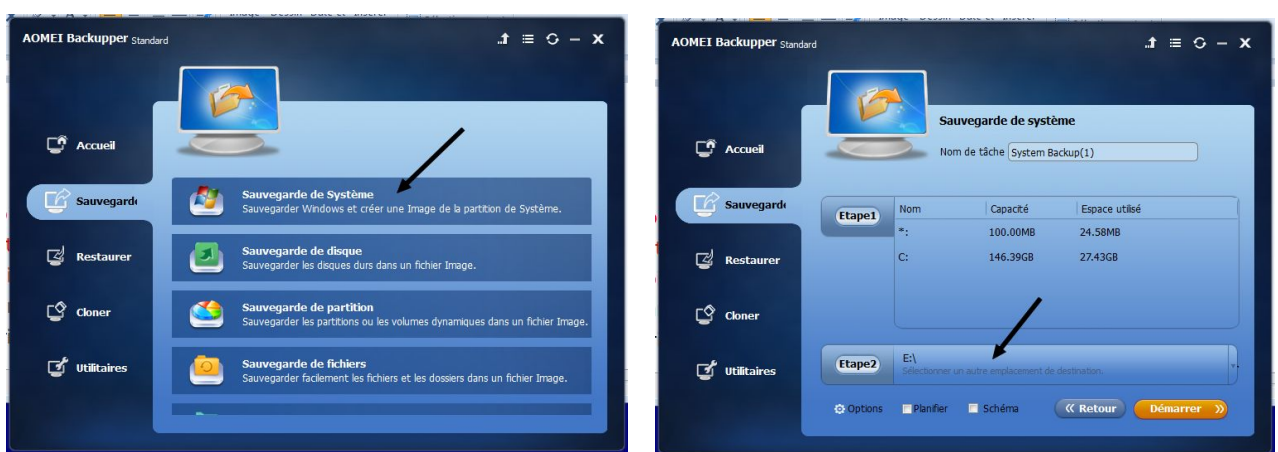 AOMEI Backupper Standard
Accueil
Sauvegarde
Restaurer
Cloner
Utilitaires
Sauvegarde de Système
Sauvegarder Windows et créer une Image de la partition de Système.
Sauvegarde de disque
Sauvegarder les disques durs dans un fichier Image.
Sauvegarde de partition
Sauvegarder les partitions ou les volumes dynamiques dans un fichier Image.
Sauvegarde de fichiers
Sauvegarder facilement les fichiers et les dossiers dans un fichier Image.
AOMEI Backupper Standard
Accueil
Sauvegarde
Restaurer
Cloner
Utilitaires
Sauvegarde de système
Nom de tâche System Backup(1)
Etape1
Nom Capacité Espace utilisé
*: 100.00MB 24.58MB
C: 146.39GB 27.43GB
Etape2
E:\
Sélectionner un autre emplacement de destination.
Options Planifier Schéma Retour Démarrer